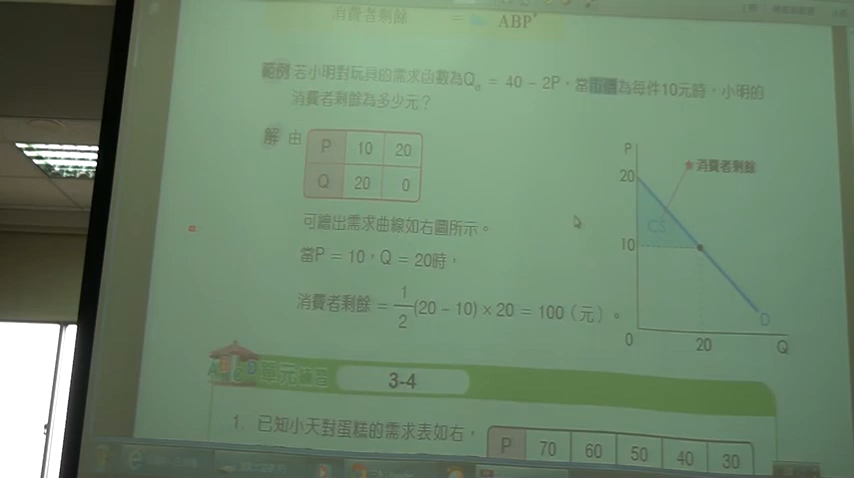 消費者剩餘 = ABP*
範例 若小明對玩具的需求函數為Qd = 40 − 2P，當市價為每件10元時，小明的
消費者剩餘為多少元？
解 由
P 10 20
Q 20 0
可繪出需求曲線如右圖所示。
當P = 10，Q = 20時，
消費者剩餘 = 1/2 (20 − 10) × 20 = 100（元）。
P
20
★消費者剩餘
CS
10
D
0
20
Q
單元練習 3-4
1. 已知小天對蛋糕的需求表如右，
P 70 60 50 40 30